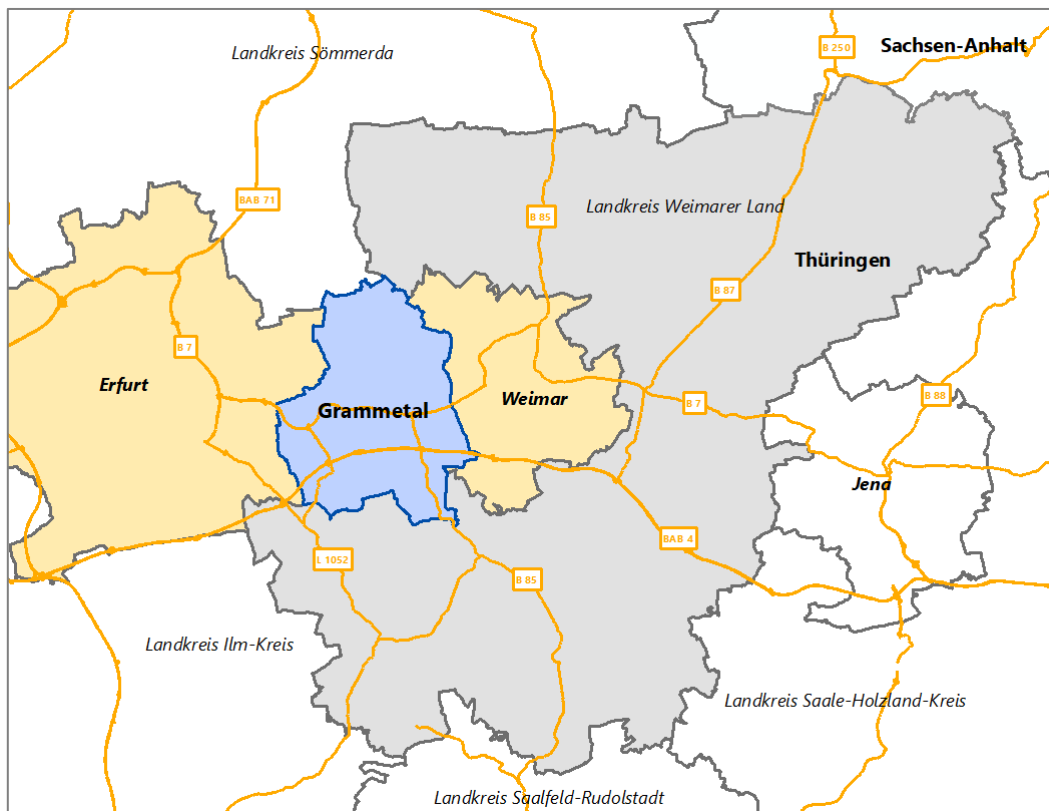 B 250
Sachsen-Anhalt
Landkreis Sömmerda
BAB 71
Landkreis Weimarer Land
B 85
Thüringen
B 87
B 7
Erfurt
Grammetal
Weimar
B 7
B 88
Jena
BAB 4
L 1052
B 85
Landkreis Ilm-Kreis
Landkreis Saale-Holzland-Kreis
Landkreis Saalfeld-Rudolstadt